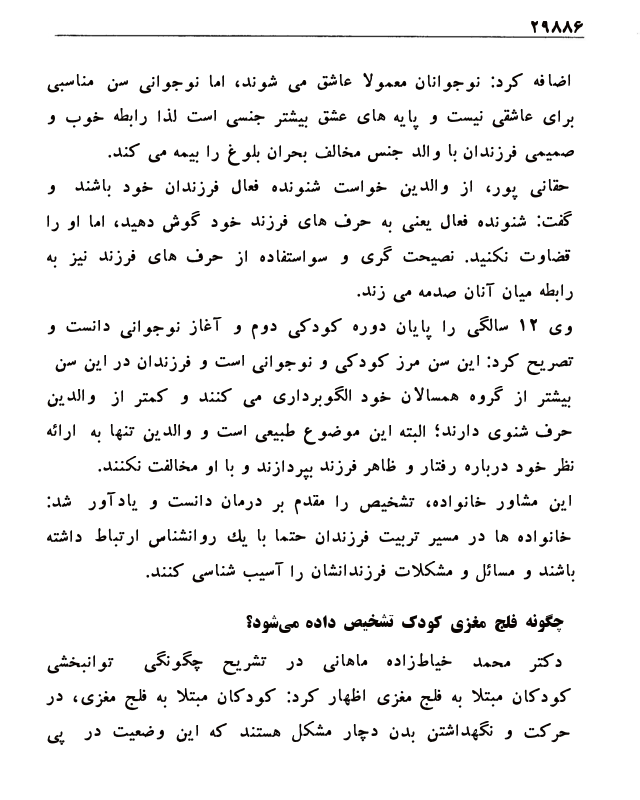 ۲۹۸۸۶
اضافه کرد: نوجوانان معمولا عاشق می شوند، اما نوجوانی سن مناسبی
برای عاشقی نیست و پایه های عشق بیشتر جنسی است لذا رابطه خوب و
صمیمی فرزندان با والد جنس مخالف بحران بلوغ را بیمه می کند.
حقانی پور، از والدین خواست شنونده فعال فرزندان خود باشند و
گفت: شنونده فعال یعنی به حرف های فرزند خود گوش دهید، اما او را
قضاوت نکنید. نصیحت گری و سواستفاده از حرف های فرزند نیز به
رابطه میان آنان صدمه می زند.
وی ۱۲ سالگی را پایان دوره کودکی دوم و آغاز نوجوانی دانست و
تصریح کرد: این سن مرز کودکی و نوجوانی است و فرزندان در این سن
بیشتر از گروه همسالان خود الگوبرداری می کنند و کمتر از والدین
حرف شنوی دارند؛ البته این موضوع طبیعی است و والدین تنها به ارائه
نظر خود درباره رفتار و ظاهر فرزند بپردازند و با او مخالفت نکنند.
این مشاور خانواده، تشخیص را مقدم بر درمان دانست و یادآور شد:
خانواده ها در مسیر تربیت فرزندان حتما با یك روانشناس ارتباط داشته
باشند و مسائل و مشکلات فرزندانشان را آسیب شناسی کنند.
چگونه فلج مغزی کودک تشخیص داده می‌شود؟
دکتر محمد خیاط‌زاده ماهانی در تشریح چگونگی توانبخشی
کودکان مبتلا به فلج مغزی اظهار کرد: کودکان مبتلا به فلج مغزی، در
حرکت و نگهداشتن بدن دچار مشکل هستند که این وضعیت در پی